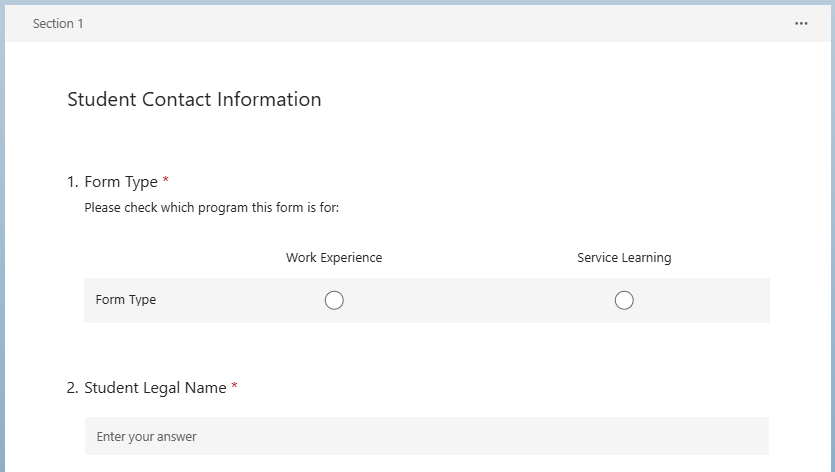 Section 1
Student Contact Information
1. Form Type *
Please check which program this form is for:
Work Experience Service Learning
Form Type
2. Student Legal Name *
Enter your answer